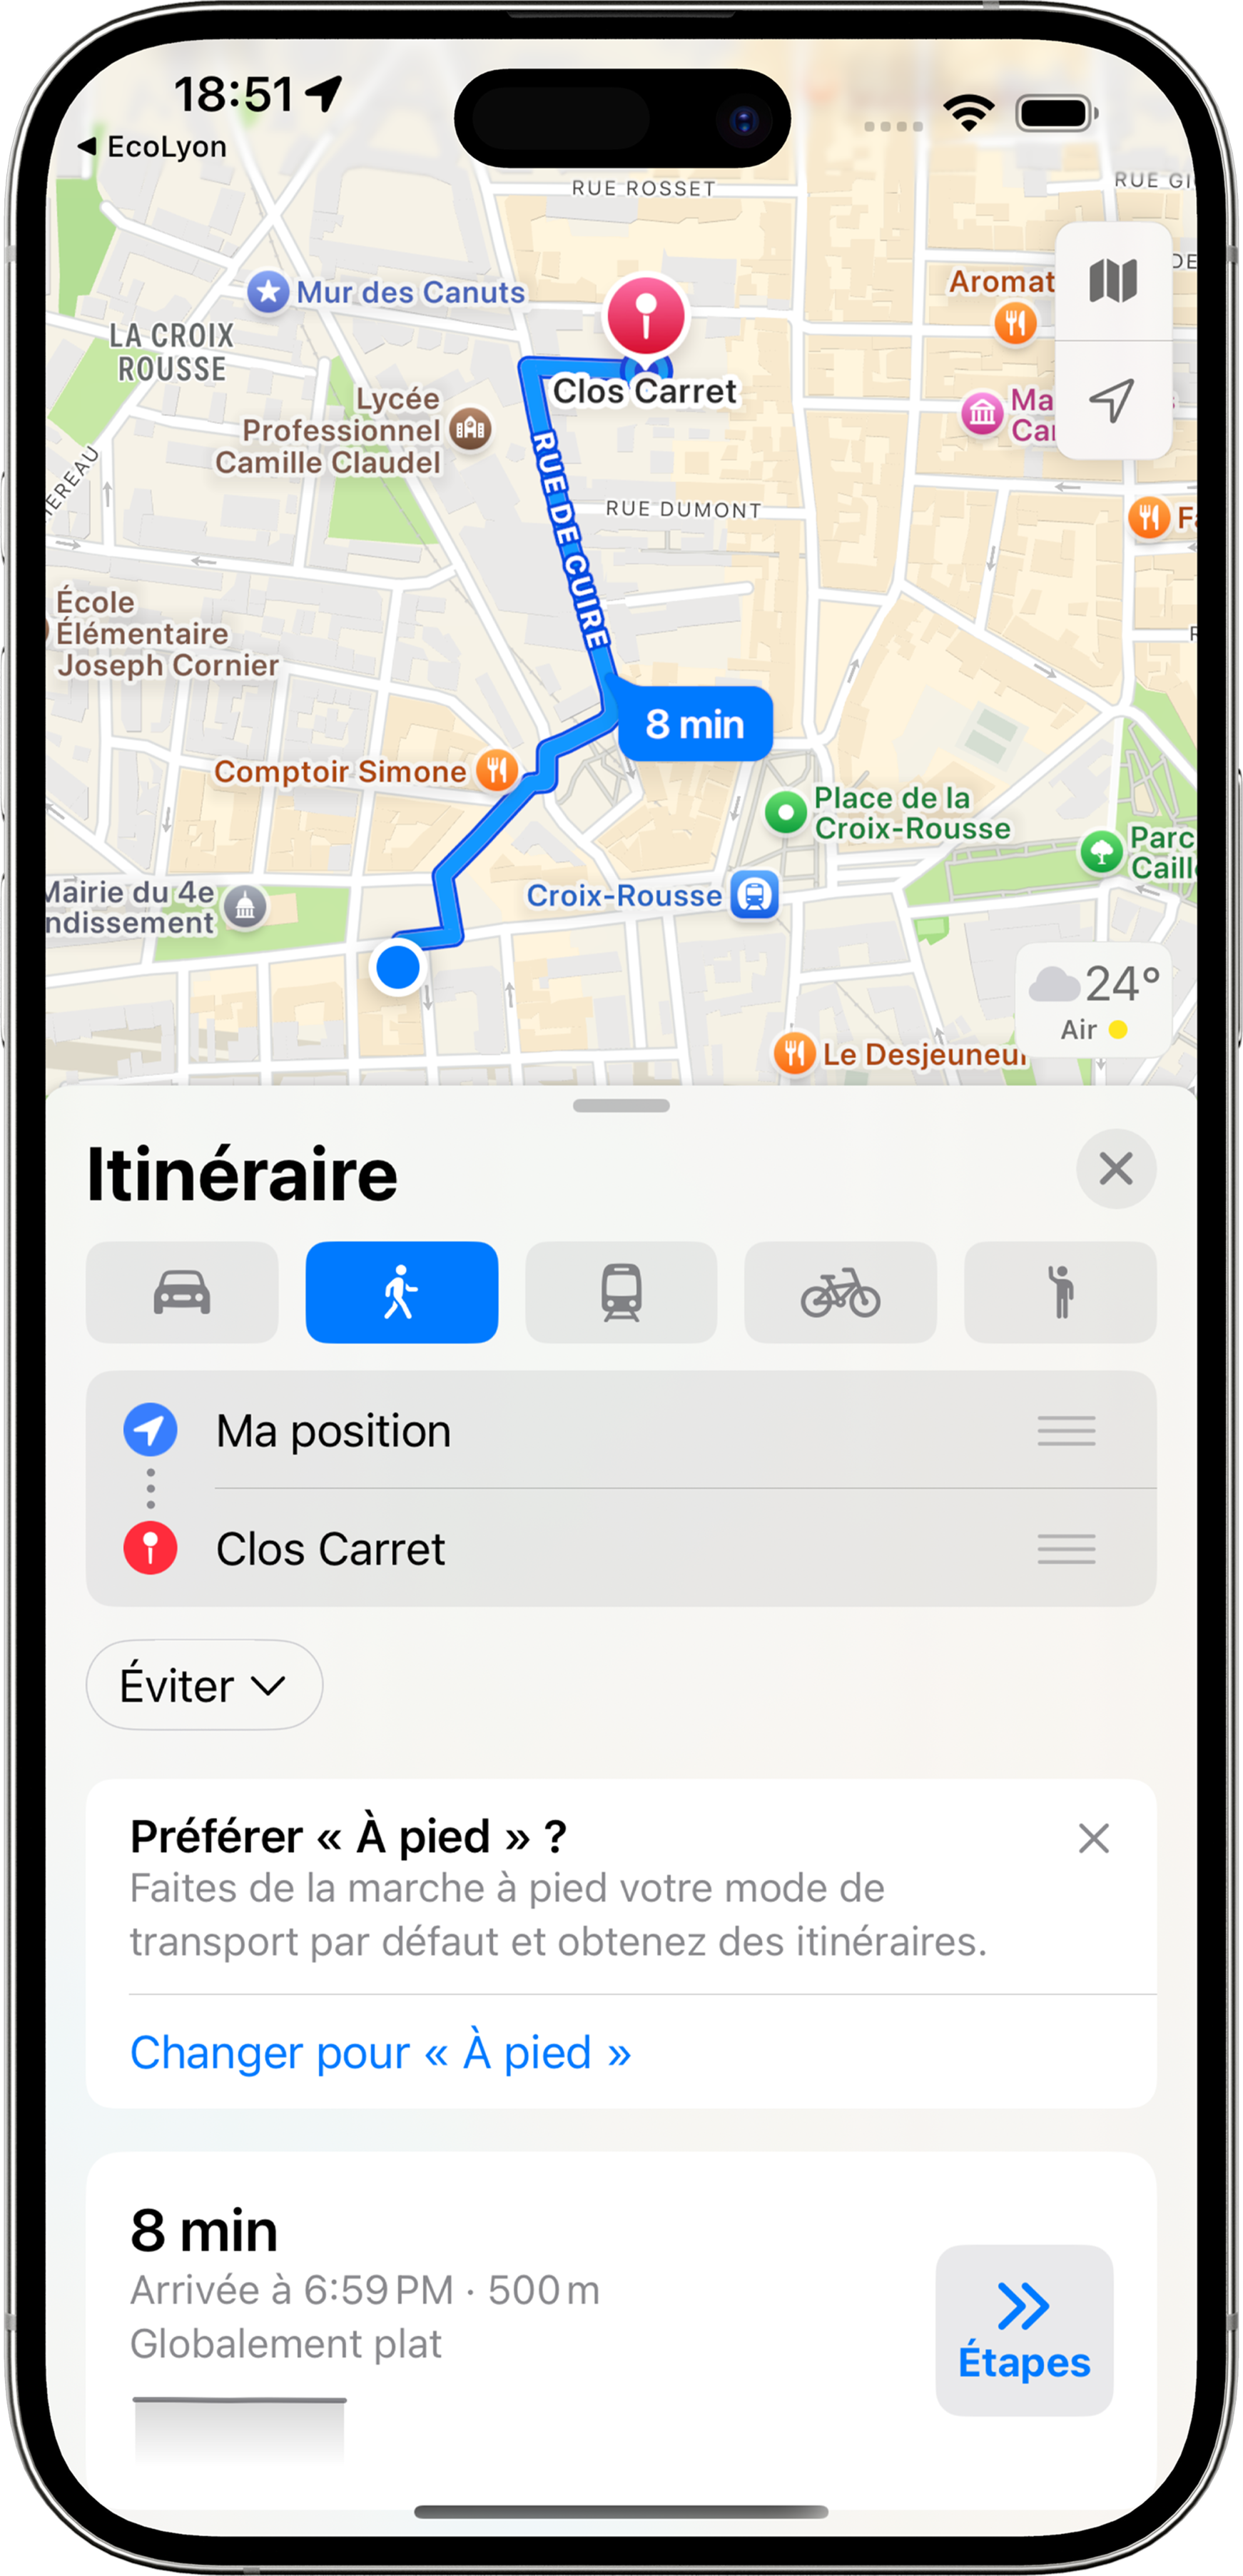 18:51
EcoLyon
RUE ROSSET
RUE GI
DE
Mur des Canuts
Aromat
LA CROIX
ROUSSE
Clos Carret
Lycée
Professionnel
Camille Claudel
Ma
Car
RUE DE CUIRE
RUE DUMONT
EREAU
Fa
École
Élémentaire
Joseph Cornier
R
8 min
Comptoir Simone
Place de la
Croix-Rousse
Parc
Caill
Mairie du 4e
ndissement
Croix-Rousse
24°
Air
Le Desjeuneur
Itinéraire
Ma position
Clos Carret
Éviter
Préférer « À pied » ?
Faites de la marche à pied votre mode de
transport par défaut et obtenez des itinéraires.
Changer pour « À pied »
8 min
Arrivée à 6:59 PM · 500 m
Globalement plat
Étapes